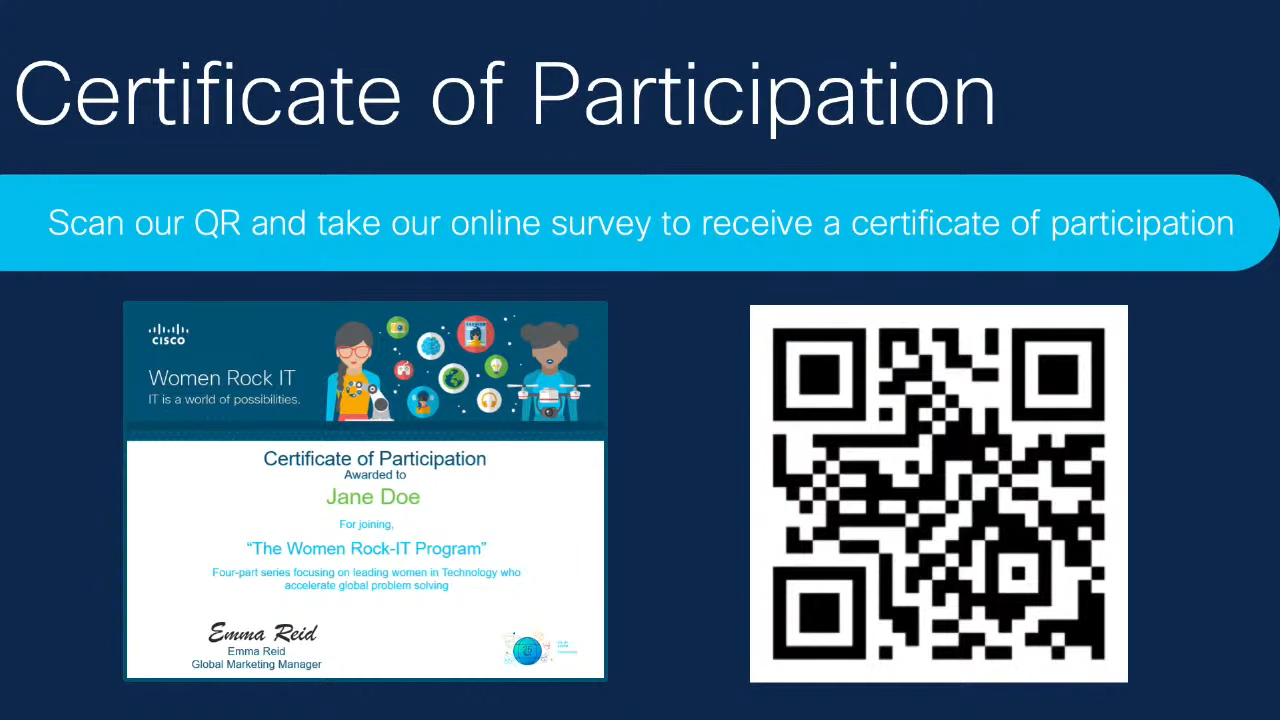 Certificate of Participation
Scan our QR and take our online survey to receive a certificate of participation
CISCO
Women Rock IT
IT is a world of possibilities.
Certificate of Participation
Awarded to
Jane Doe
For joining,
“The Women Rock-IT Program”
Four-part series focusing on leading women in Technology who
accelerate global problem solving
Emma Reid
Emma Reid
Global Marketing Manager